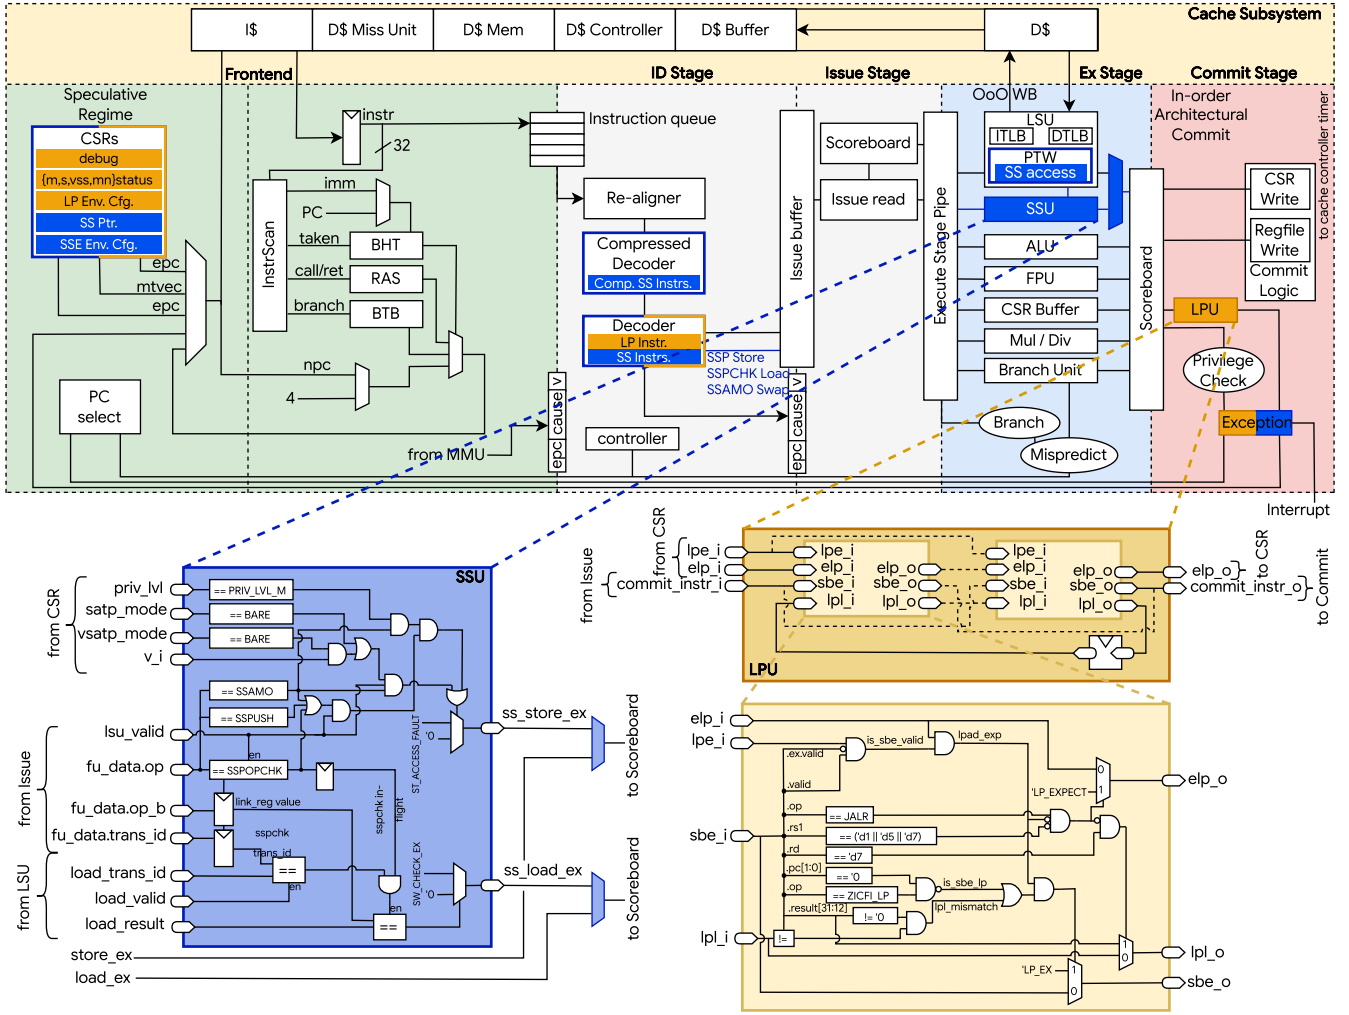 Cache Subsystem
I$
D$ Miss Unit
D$ Mem
D$ Controller
D$ Buffer
D$
Frontend
ID Stage
Issue Stage
Ex Stage
Commit Stage
Speculative
Regime
CSRs
debug
{m,s,vss,mn}status
LP Env. Cfg.
SS Ptr.
SSE Env. Cfg.
epc
mtvec
epc
PC
select
instr
32
imm
PC
taken
call/ret
branch
InstrScan
BHT
RAS
BTB
npc
4
from MMU
Instruction queue
Re-aligner
Compressed
Decoder
Comp. SS Instrs.
Decoder
LP Instr.
SS Instrs.
SSP Store
SSPCHK Load
SSAMO Swap
controller
epc cause v
epc cause v
Issue buffer
Scoreboard
Issue read
Execute Stage Pipe
OoO WB
LSU
ITLB
DTLB
PTW
SS access
SSU
ALU
FPU
CSR Buffer
Mul / Div
Branch Unit
Branch
Mispredict
Scoreboard
In-order
Architectural
Commit
CSR
Write
Regfile
Write
Commit
Logic
LPU
Privilege
Check
Exception
Interrupt
to cache controller timer
SSU
from CSR
priv_lvl
satp_mode
vsatp_mode
v_i
== PRIV_LVL_M
== BARE
== BARE
== SSAMO
== SSPUSH
en
== SSPOPCHK
from Issue
lsu_valid
fu_data.op
fu_data.op_b
fu_data.trans_id
link_reg value
sspchk
trans_id
sspchk in-
flight
==
en
en
==
from LSU
load_trans_id
load_valid
load_result
store_ex
load_ex
ST_ACCESS_FAULT
'0
SW_CHECK_EX
'0
ss_store_ex
ss_load_ex
to Scoreboard
to Scoreboard
from Issue
from CSR
lpe_i
elp_i
commit_instr_i
lpe_i
elp_i
sbe_i
lpl_i
elp_o
sbe_o
lpl_o
lpe_i
elp_i
sbe_i
lpl_i
elp_o
sbe_o
lpl_o
elp_o
commit_instr_o
to CSR
to Commit
LPU
elp_i
lpe_i
sbe_i
lpl_i
.ex.valid
is_sbe_valid
lpad_exp
.valid
.op
== JALR
.rs1
== ('d1 || 'd5 || 'd7)
.rd
== 'd7
.pc[1:0]
== '0
.op
== ZICFI_LP
is_sbe_lp
.result[31:12]
!= '0
lpl_mismatch
!=
'LP_EXPECT
0
1
'LP_EX
1
0
1
0
elp_o
lpl_o
sbe_o